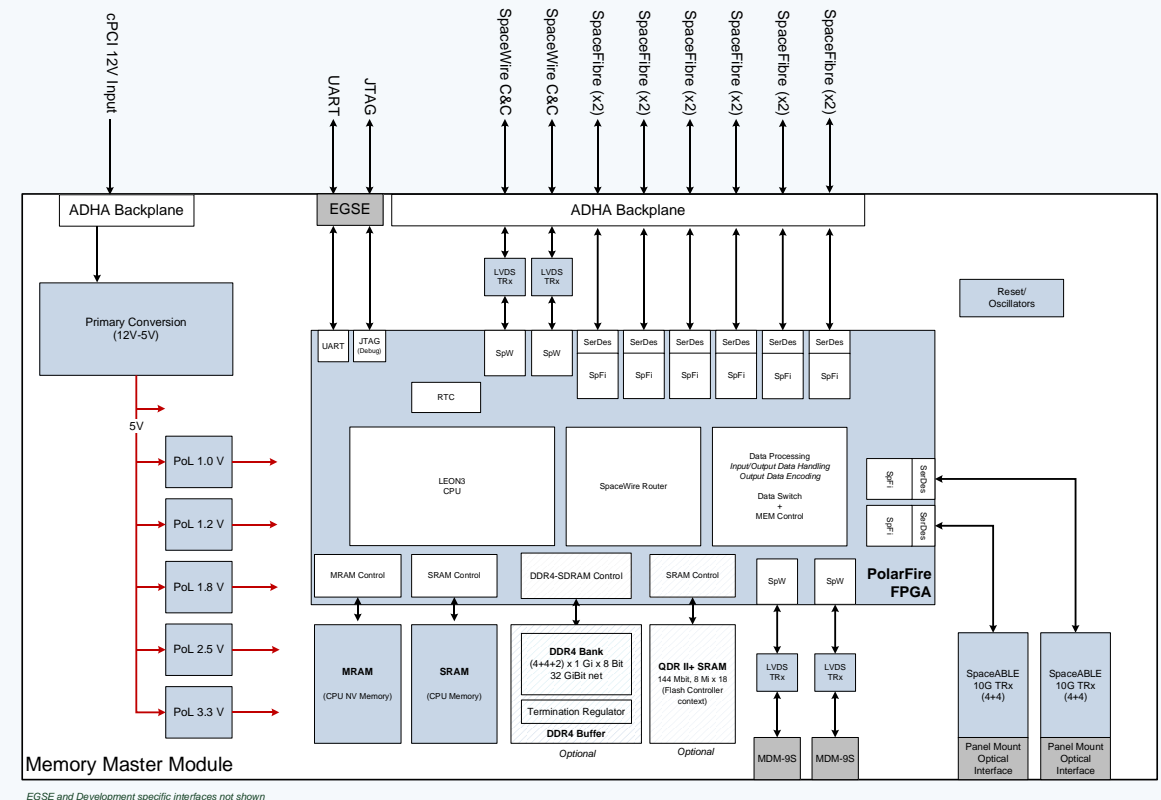 cPCI 12V Input
UART
JTAG
SpaceWire C&C
SpaceWire C&C
SpaceFibre (x2)
SpaceFibre (x2)
SpaceFibre (x2)
SpaceFibre (x2)
SpaceFibre (x2)
SpaceFibre (x2)
ADHA Backplane
EGSE
ADHA Backplane
LVDS
TRx
LVDS
TRx
Primary Conversion
(12V-5V)
Reset/
Oscillators
UART
JTAG
(Debug)
SpW
SpW
SerDes
SpFi
SerDes
SpFi
SerDes
SpFi
SerDes
SpFi
SerDes
SpFi
SerDes
SpFi
RTC
5V
PoL 1.0 V
PoL 1.2 V
PoL 1.8 V
PoL 2.5 V
PoL 3.3 V
LEON3
CPU
SpaceWire Router
Data Processing
Input/Output Data Handling
Output Data Encoding
Data Switch
+
MEM Control
SpFi
SerDes
SpFi
SerDes
MRAM Control
SRAM Control
DDR4-SDRAM Control
SRAM Control
SpW
SpW
PolarFire
FPGA
MRAM
(CPU NV Memory)
SRAM
(CPU Memory)
DDR4 Bank
(4+4+2) x 1 Gi x 8 Bit
32 GiBit net
Termination Regulator
DDR4 Buffer
Optional
QDR II+ SRAM
144 Mbit, 8 Mi x 18
(Flash Controller
context)
Optional
LVDS
TRx
LVDS
TRx
MDM-9S
MDM-9S
SpaceABLE
10G TRx
(4+4)
SpaceABLE
10G TRx
(4+4)
Panel Mount
Optical
Interface
Panel Mount
Optical
Interface
Memory Master Module
EGSE and Development specific interfaces not shown